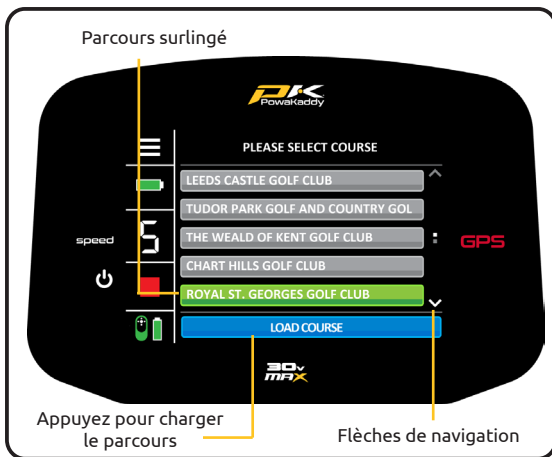 Parcours surlingé
PK
PowaKaddy
PLEASE SELECT COURSE
LEEDS CASTLE GOLF CLUB
TUDOR PARK GOLF AND COUNTRY GOL
speed
5
THE WEALD OF KENT GOLF CLUB
GPS
CHART HILLS GOLF CLUB
ROYAL ST. GEORGES GOLF CLUB
LOAD COURSE
30v
MAX
Appuyez pour charger
le parcours
Flèches de navigation